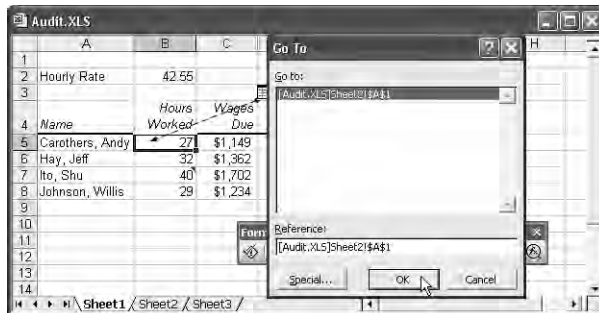 Audit.XLS
A B C H
1
2 Hourly Rate 42.55
3
Hours Wages
4 Name Worked Due
5 Carothers, Andy 27 $1,149
6 Hay, Jeff 32 $1,362
7 Ito, Shu 40 $1,702
8 Johnson, Willis 29 $1,234
9
10
11
12
13
14
Sheet1 Sheet2 Sheet3
Go To
Go to:
[Audit.XLS]Sheet2!$A$1
Form
Reference:
[[Audit.XLS]Sheet2!$A$1
Special... OK Cancel